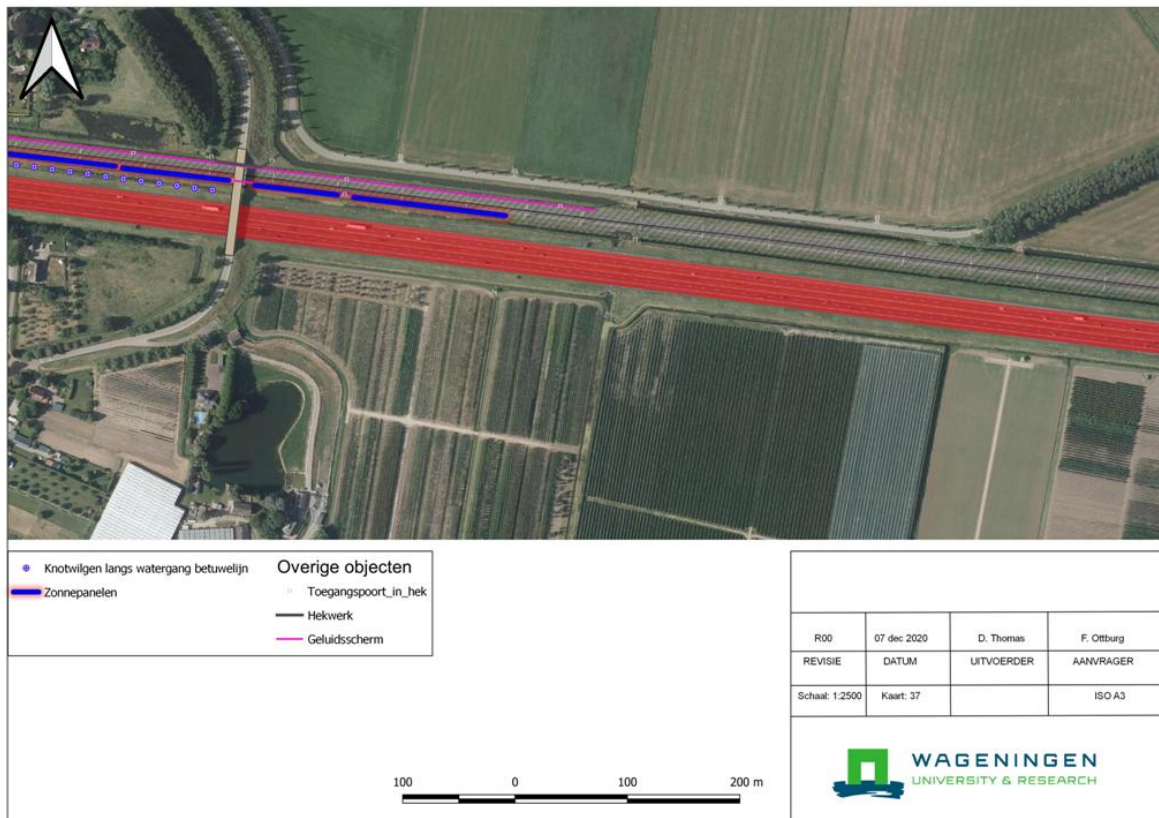 Knotwilgen langs watergang betuwelijn
Zonnepanelen
Overige objecten
Toegangspoort_in_hek
Hekwerk
Geluidsscherm
R00 07 dec 2020 D. Thomas F. Ottburg
REVISIE DATUM UITVOERDER AANVRAGER
Schaal: 1:2500 Kaart: 37 ISO A3
100 0 100 200 m
WAGENINGEN
UNIVERSITY & RESEARCH